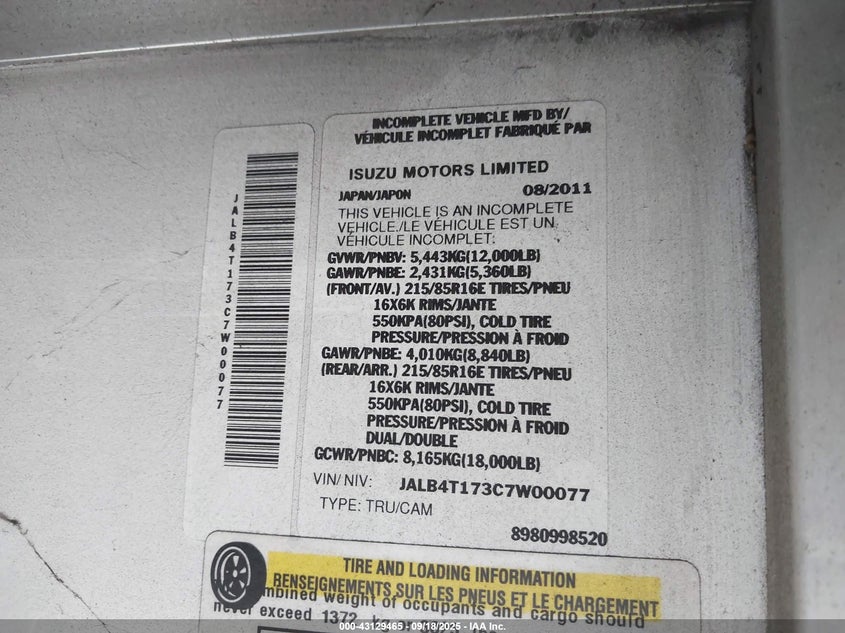 INCOMPLETE VEHICLE MFD BY/
VÉHICULE INCOMPLET FABRIQUÉ PAR
ISUZU MOTORS LIMITED
JAPAN/JAPON 08/2011
THIS VEHICLE IS AN INCOMPLETE
VEHICLE./LE VÉHICULE EST UN
VÉHICULE INCOMPLET:
GVWR/PNBV: 5,443KG(12,000LB)
GAWR/PNBE: 2,431KG(5,360LB)
(FRONT/AV.) 215/85R16E TIRES/PNEU
16X6K RIMS/JANTE
550KPA(80PSI), COLD TIRE
PRESSURE/PRESSION À FROID
GAWR/PNBE: 4,010KG(8,840LB)
(REAR/ARR.) 215/85R16E TIRES/PNEU
16X6K RIMS/JANTE
550KPA(80PSI), COLD TIRE
PRESSURE/PRESSION À FROID
DUAL/DOUBLE
GCWR/PNBC: 8,165KG(18,000LB)
VIN/ NIV: JALB4T173C7W00077
TYPE: TRU/CAM
8980998520
JALB4T173C7W00077
TIRE AND LOADING INFORMATION
RENSEIGNEMENTS SUR LES PNEUS ET LE CHARGEMENT
combined weight of occupants and cargo should
never exceed 1372 k
000-43129465 - 09/18/2025 - IAA Inc.